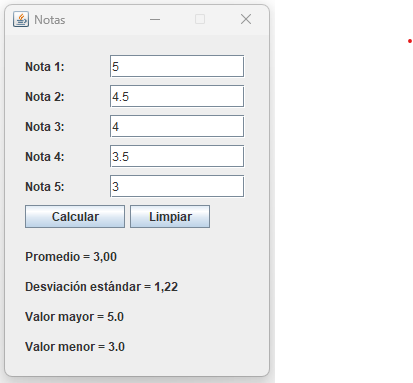 Notas
Nota 1: 5
Nota 2: 4.5
Nota 3: 4
Nota 4: 3.5
Nota 5: 3
Calcular Limpiar
Promedio = 3,00
Desviación estándar = 1,22
Valor mayor = 5.0
Valor menor = 3.0